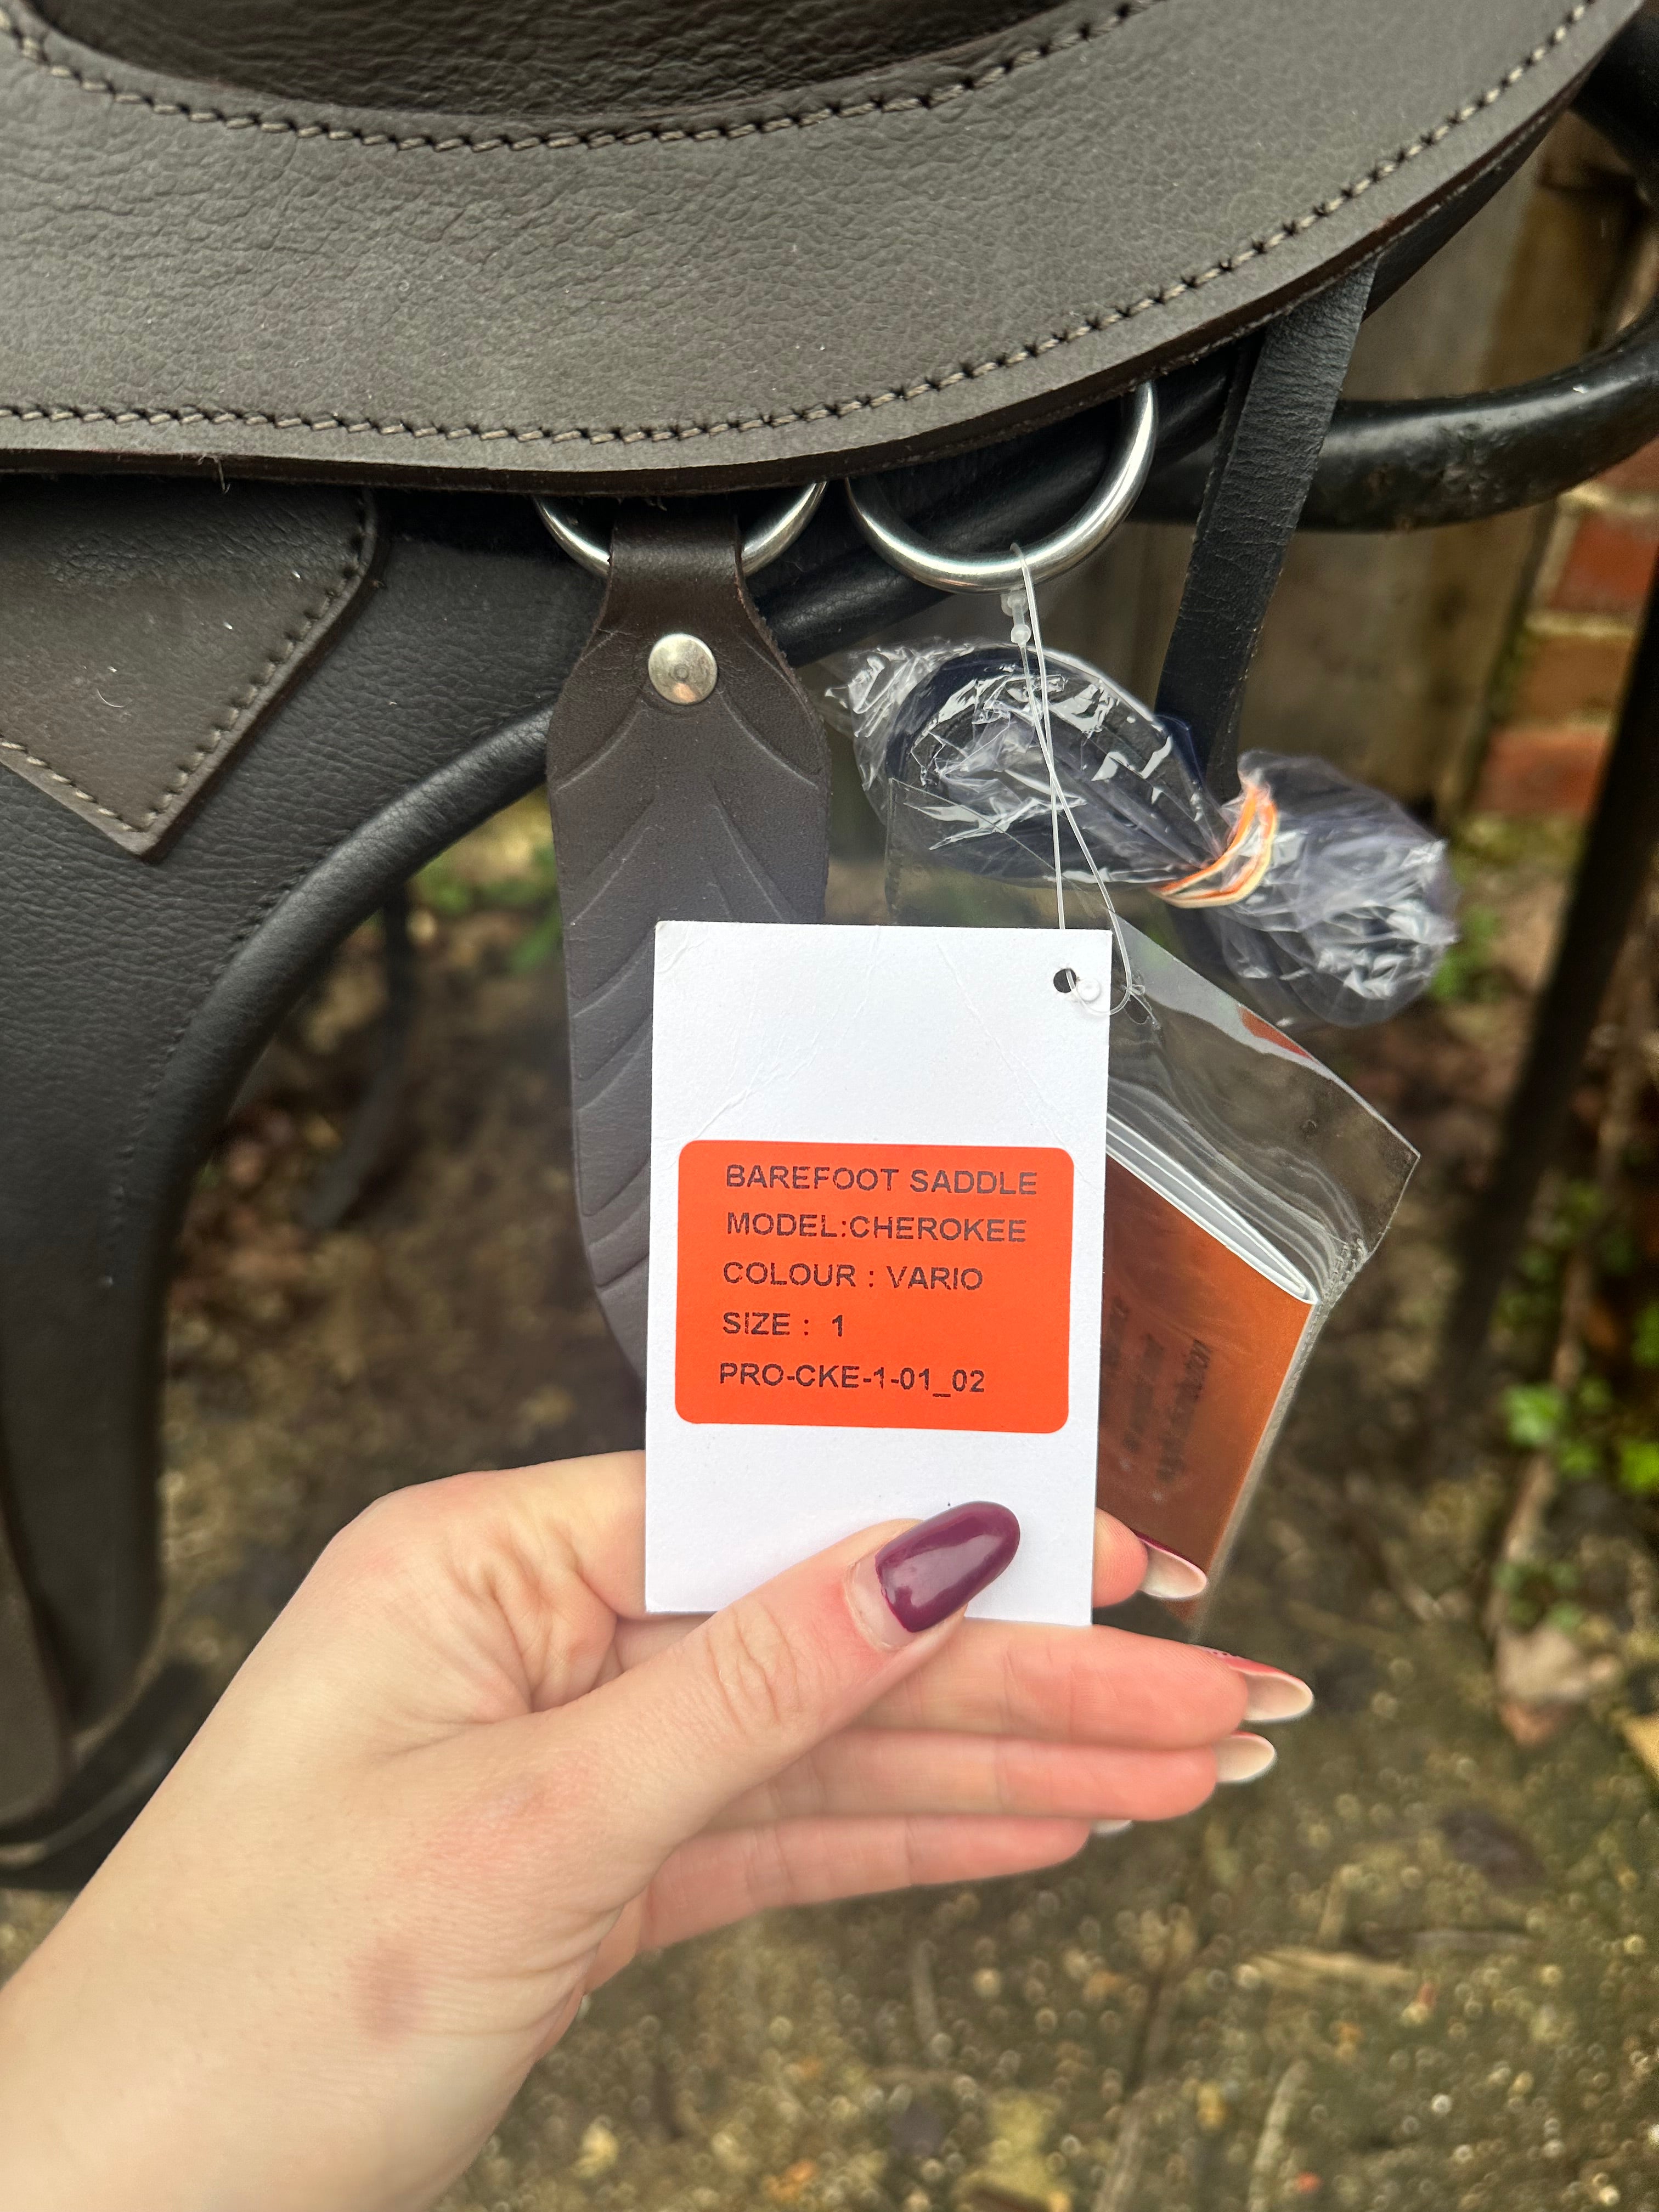 BAREFOOT SADDLE
MODEL:CHEROKEE
COLOUR : VARIO
SIZE : 1
PRO-CKE-1-01_02